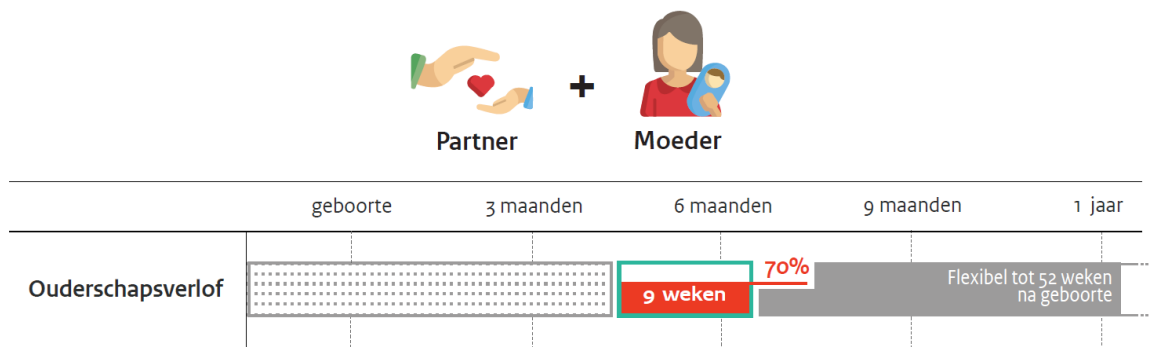 +
Partner
Moeder
geboorte
3 maanden
6 maanden
9 maanden
1 jaar
Ouderschapsverlof
9 weken
70%
Flexibel tot 52 weken
na geboorte